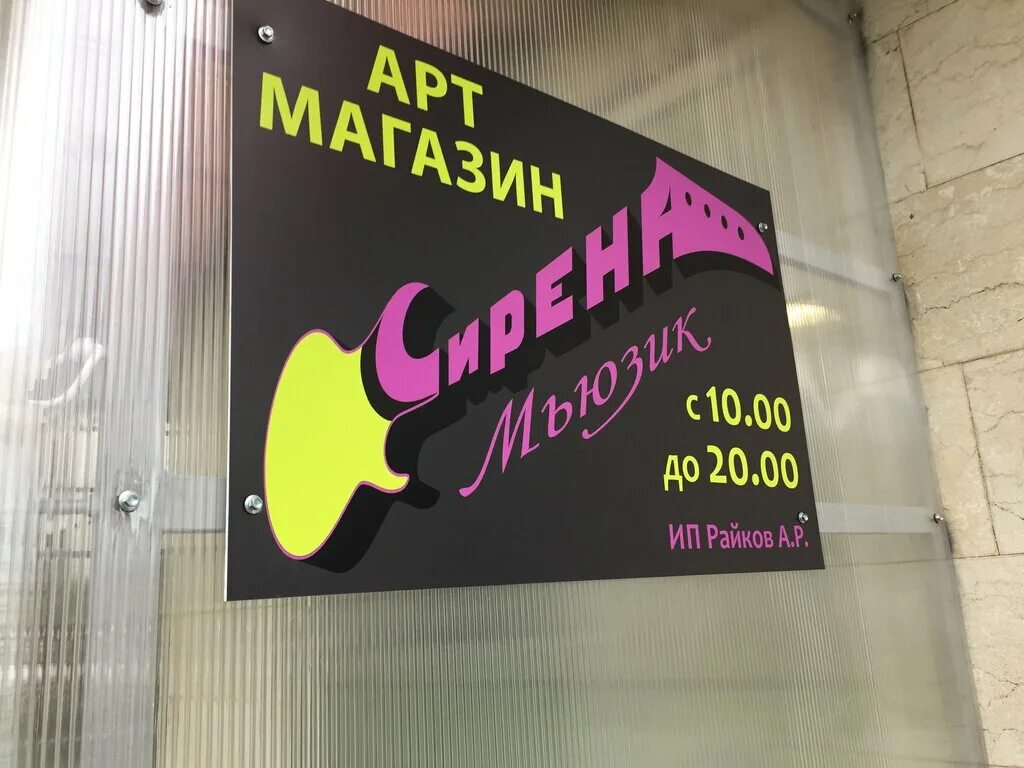 АРТ
МАГАЗИН
СиРЕНА
Мьюзик
с 10.00
до 20.00
ИП Райков А.Р.